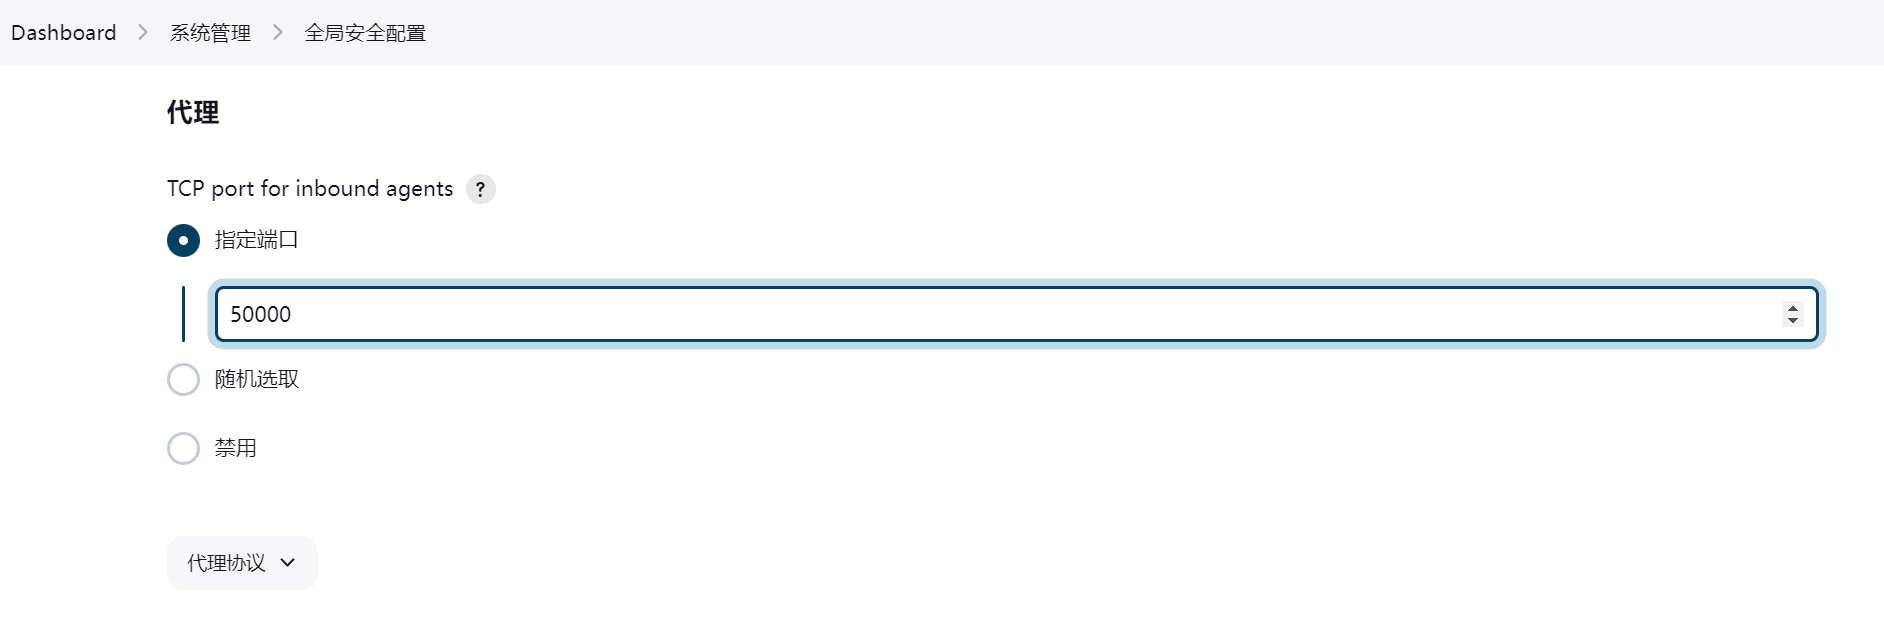 Dashboard > 系统管理 > 全局安全配置
代理
TCP port for inbound agents ?
指定端口
50000
随机选取
禁用
代理协议